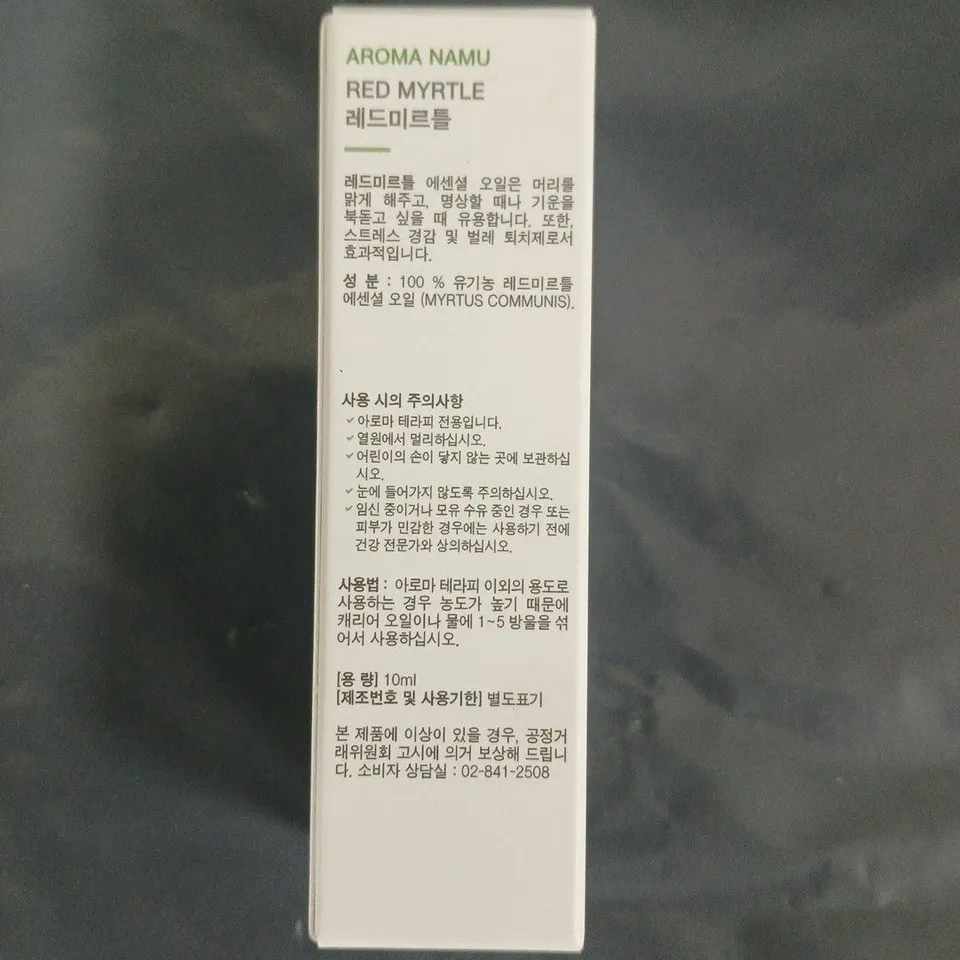 AROMA NAMU
RED MYRTLE
레드미르틀
레드미르틀 에센셜 오일은 머리를
맑게 해주고, 명상할 때나 기운을
북돋고 싶을 때 유용합니다. 또한,
스트레스 경감 및 벌레 퇴치제로서
효과적입니다.
성 분 : 100 % 유기농 레드미르틀
에센셜 오일 (MYRTUS COMMUNIS).
사용 시의 주의사항
✓아로마 테라피 전용입니다.
✓열원에서 멀리하십시오.
✓어린이의 손이 닿지 않는 곳에 보관하십
시오.
✓눈에 들어가지 않도록 주의하십시오.
✓임신 중이거나 모유 수유 중인 경우 또는
피부가 민감한 경우에는 사용하기 전에
건강 전문가와 상의하십시오.
사용법 : 아로마 테라피 이외의 용도로
사용하는 경우 농도가 높기 때문에
캐리어 오일이나 물에 1~5 방울을 섞
어서 사용하십시오.
[용 량] 10ml
[제조번호 및 사용기한] 별도표기
본 제품에 이상이 있을 경우, 공정거
래위원회 고시에 의거 보상해 드립니
다. 소비자 상담실 : 02-841-2508